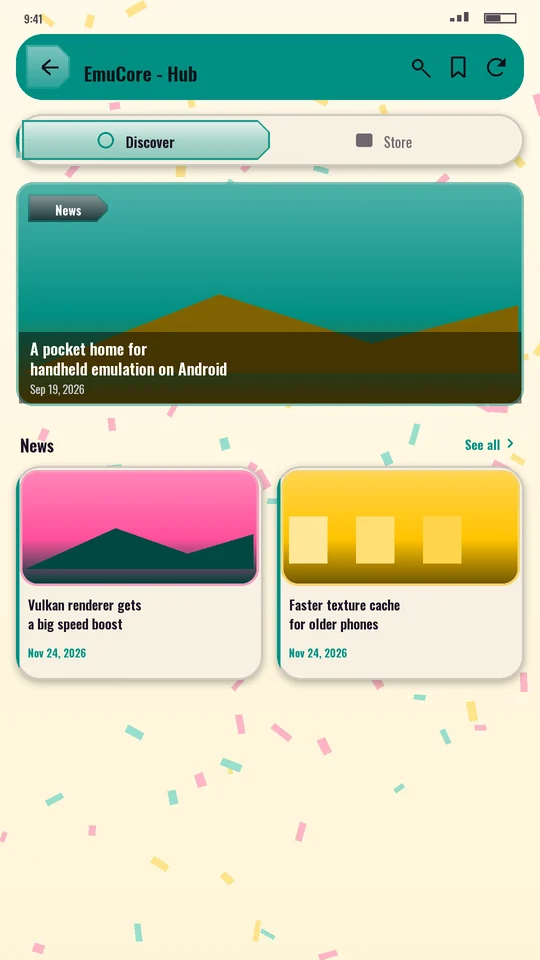 9:41
EmuCore - Hub
Discover
Store
News
A pocket home for
handheld emulation on Android
Sep 19, 2026
News
See all
Vulkan renderer gets
a big speed boost
Nov 24, 2026
Faster texture cache
for older phones
Nov 24, 2026